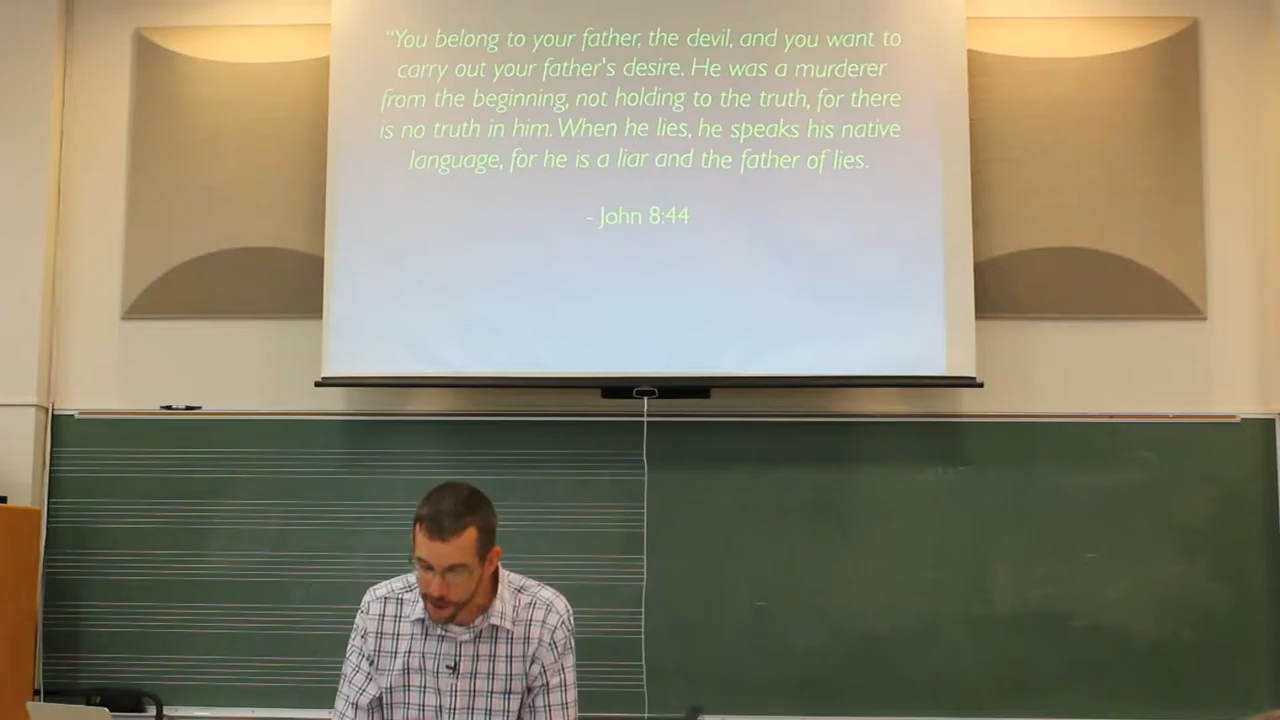 "You belong to your father, the devil, and you want to
carry out your father's desire. He was a murderer
from the beginning, not holding to the truth, for there
is no truth in him. When he lies, he speaks his native
language, for he is a liar and the father of lies.
- John 8:44